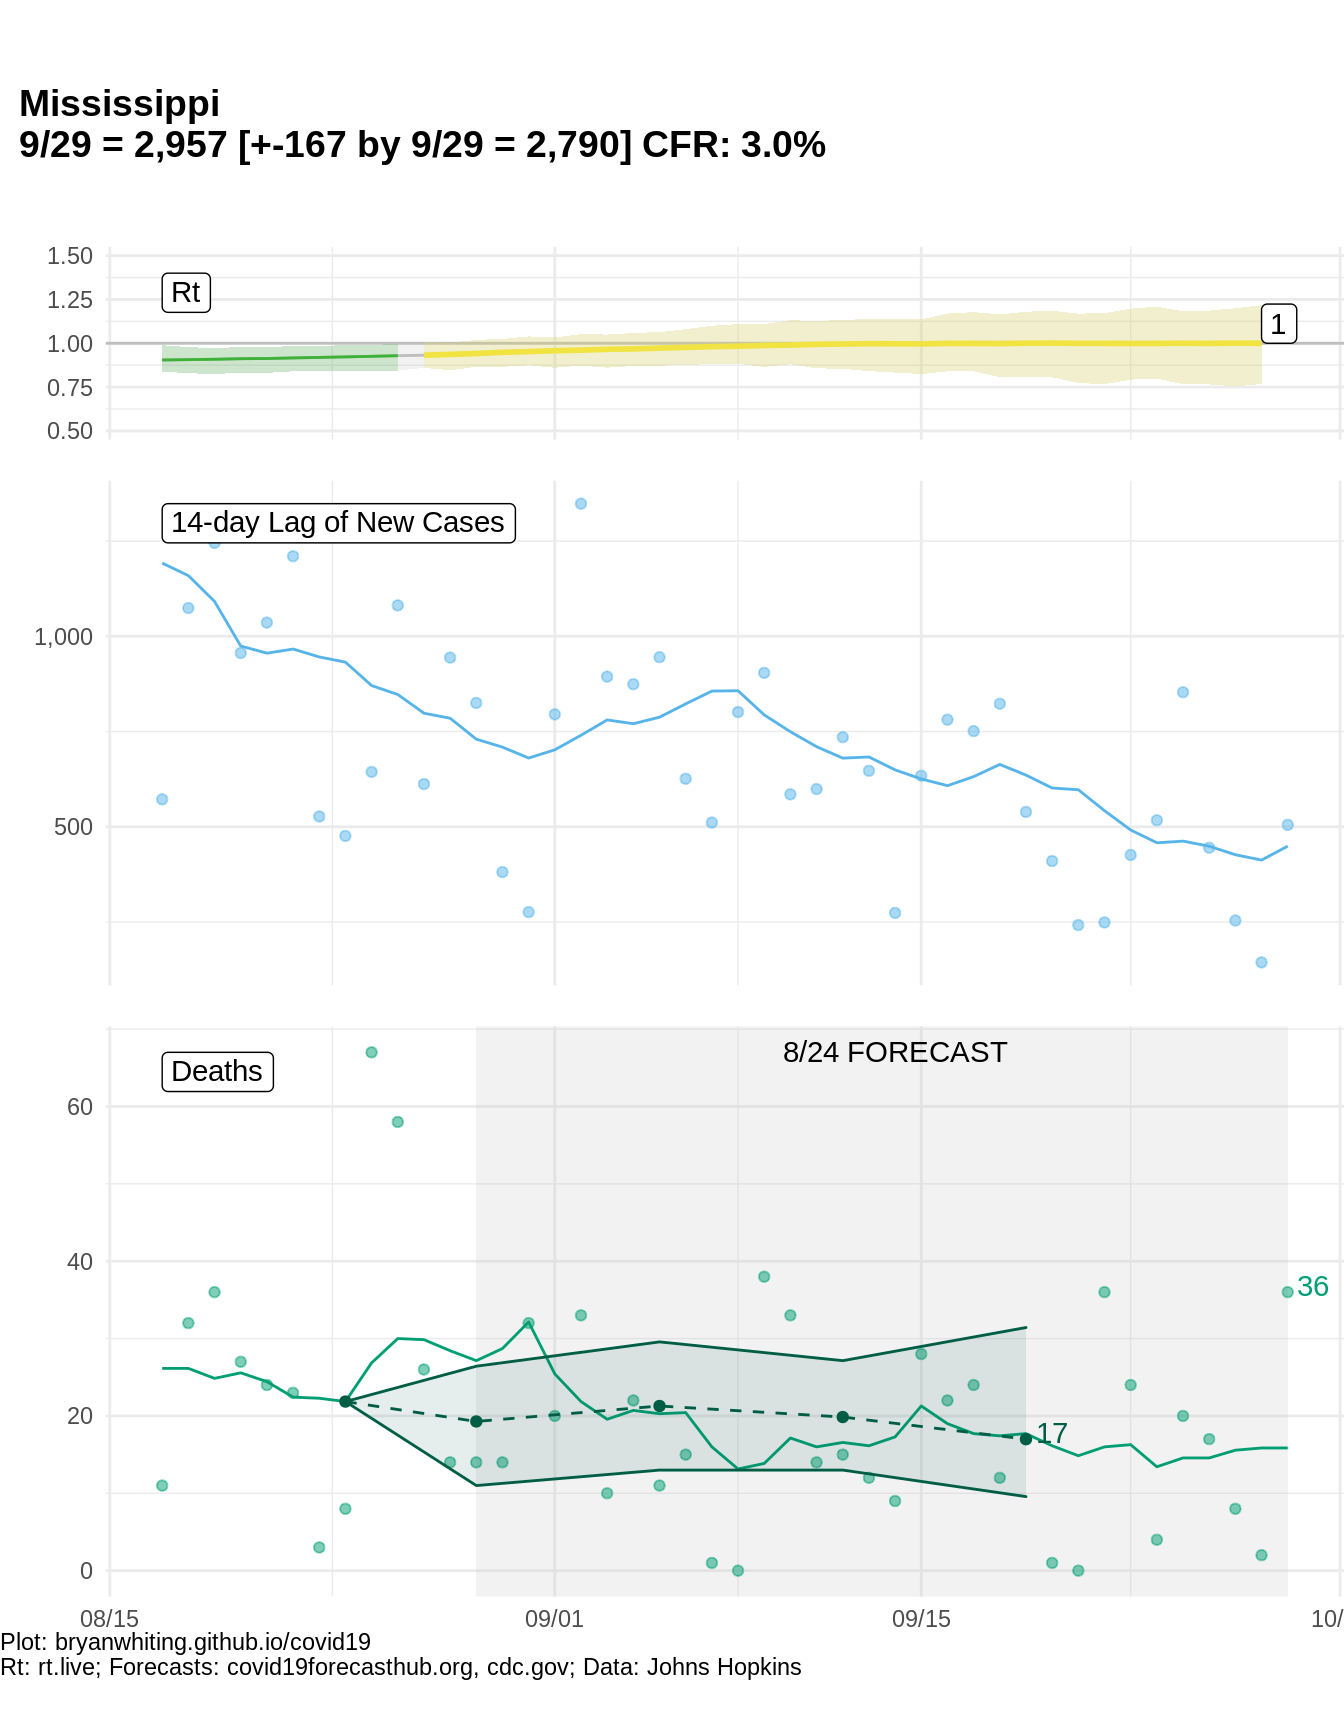 Mississippi
9/29 = 2,957 [+-167 by 9/29 = 2,790] CFR: 3.0%
1.50
1.25
1.00
0.75
0.50
Rt
1
14-day Lag of New Cases
1,000
500
Deaths
8/24 FORECAST
60
40
20
0
36
17
08/15
09/01
09/15
10/
Plot: bryanwhiting.github.io/covid19
Rt: rt.live; Forecasts: covid19forecasthub.org, cdc.gov; Data: Johns Hopkins